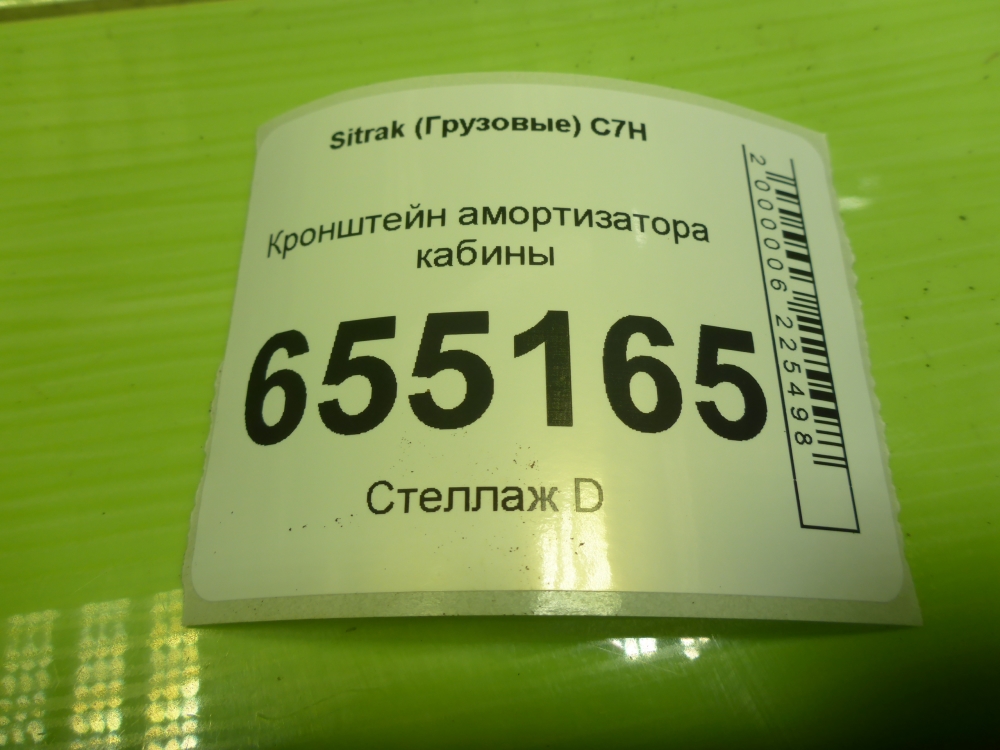 Sitrak (Грузовые) C7H
Кронштейн амортизатора
кабины
655165
Стеллаж D
2000006225498